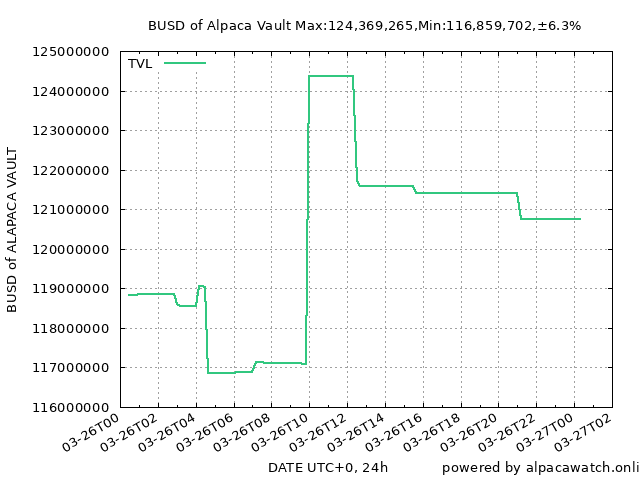 BUSD of Alpaca Vault Max:124,369,265,Min:116,859,702,±6.3%
TVL
125000000
124000000
123000000
122000000
121000000
120000000
119000000
118000000
117000000
116000000
BUSD of ALAPACA VAULT
03-26T00
03-26T02
03-26T04
03-26T06
03-26T08
03-26T10
03-26T12
03-26T14
03-26T16
03-26T18
03-26T20
03-26T22
03-27T00
03-27T02
DATE UTC+0, 24h
powered by alpacawatch.onli